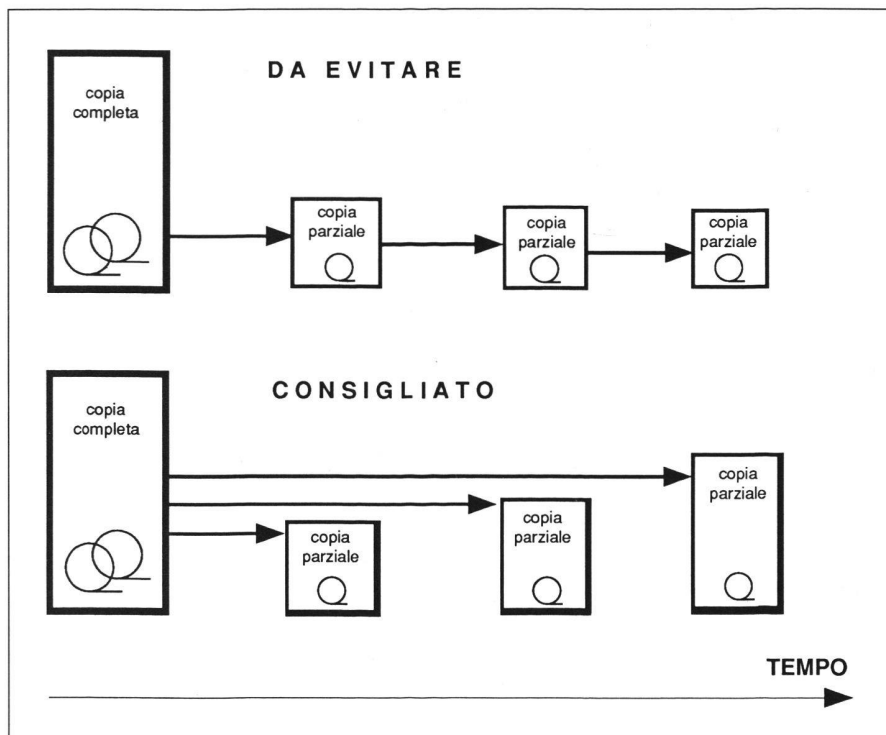 DA EVITARE
copia
completa
copia
parziale
copia
parziale
copia
parziale
CONSIGLIATO
copia
completa
copia
parziale
copia
parziale
copia
parziale
TEMPO